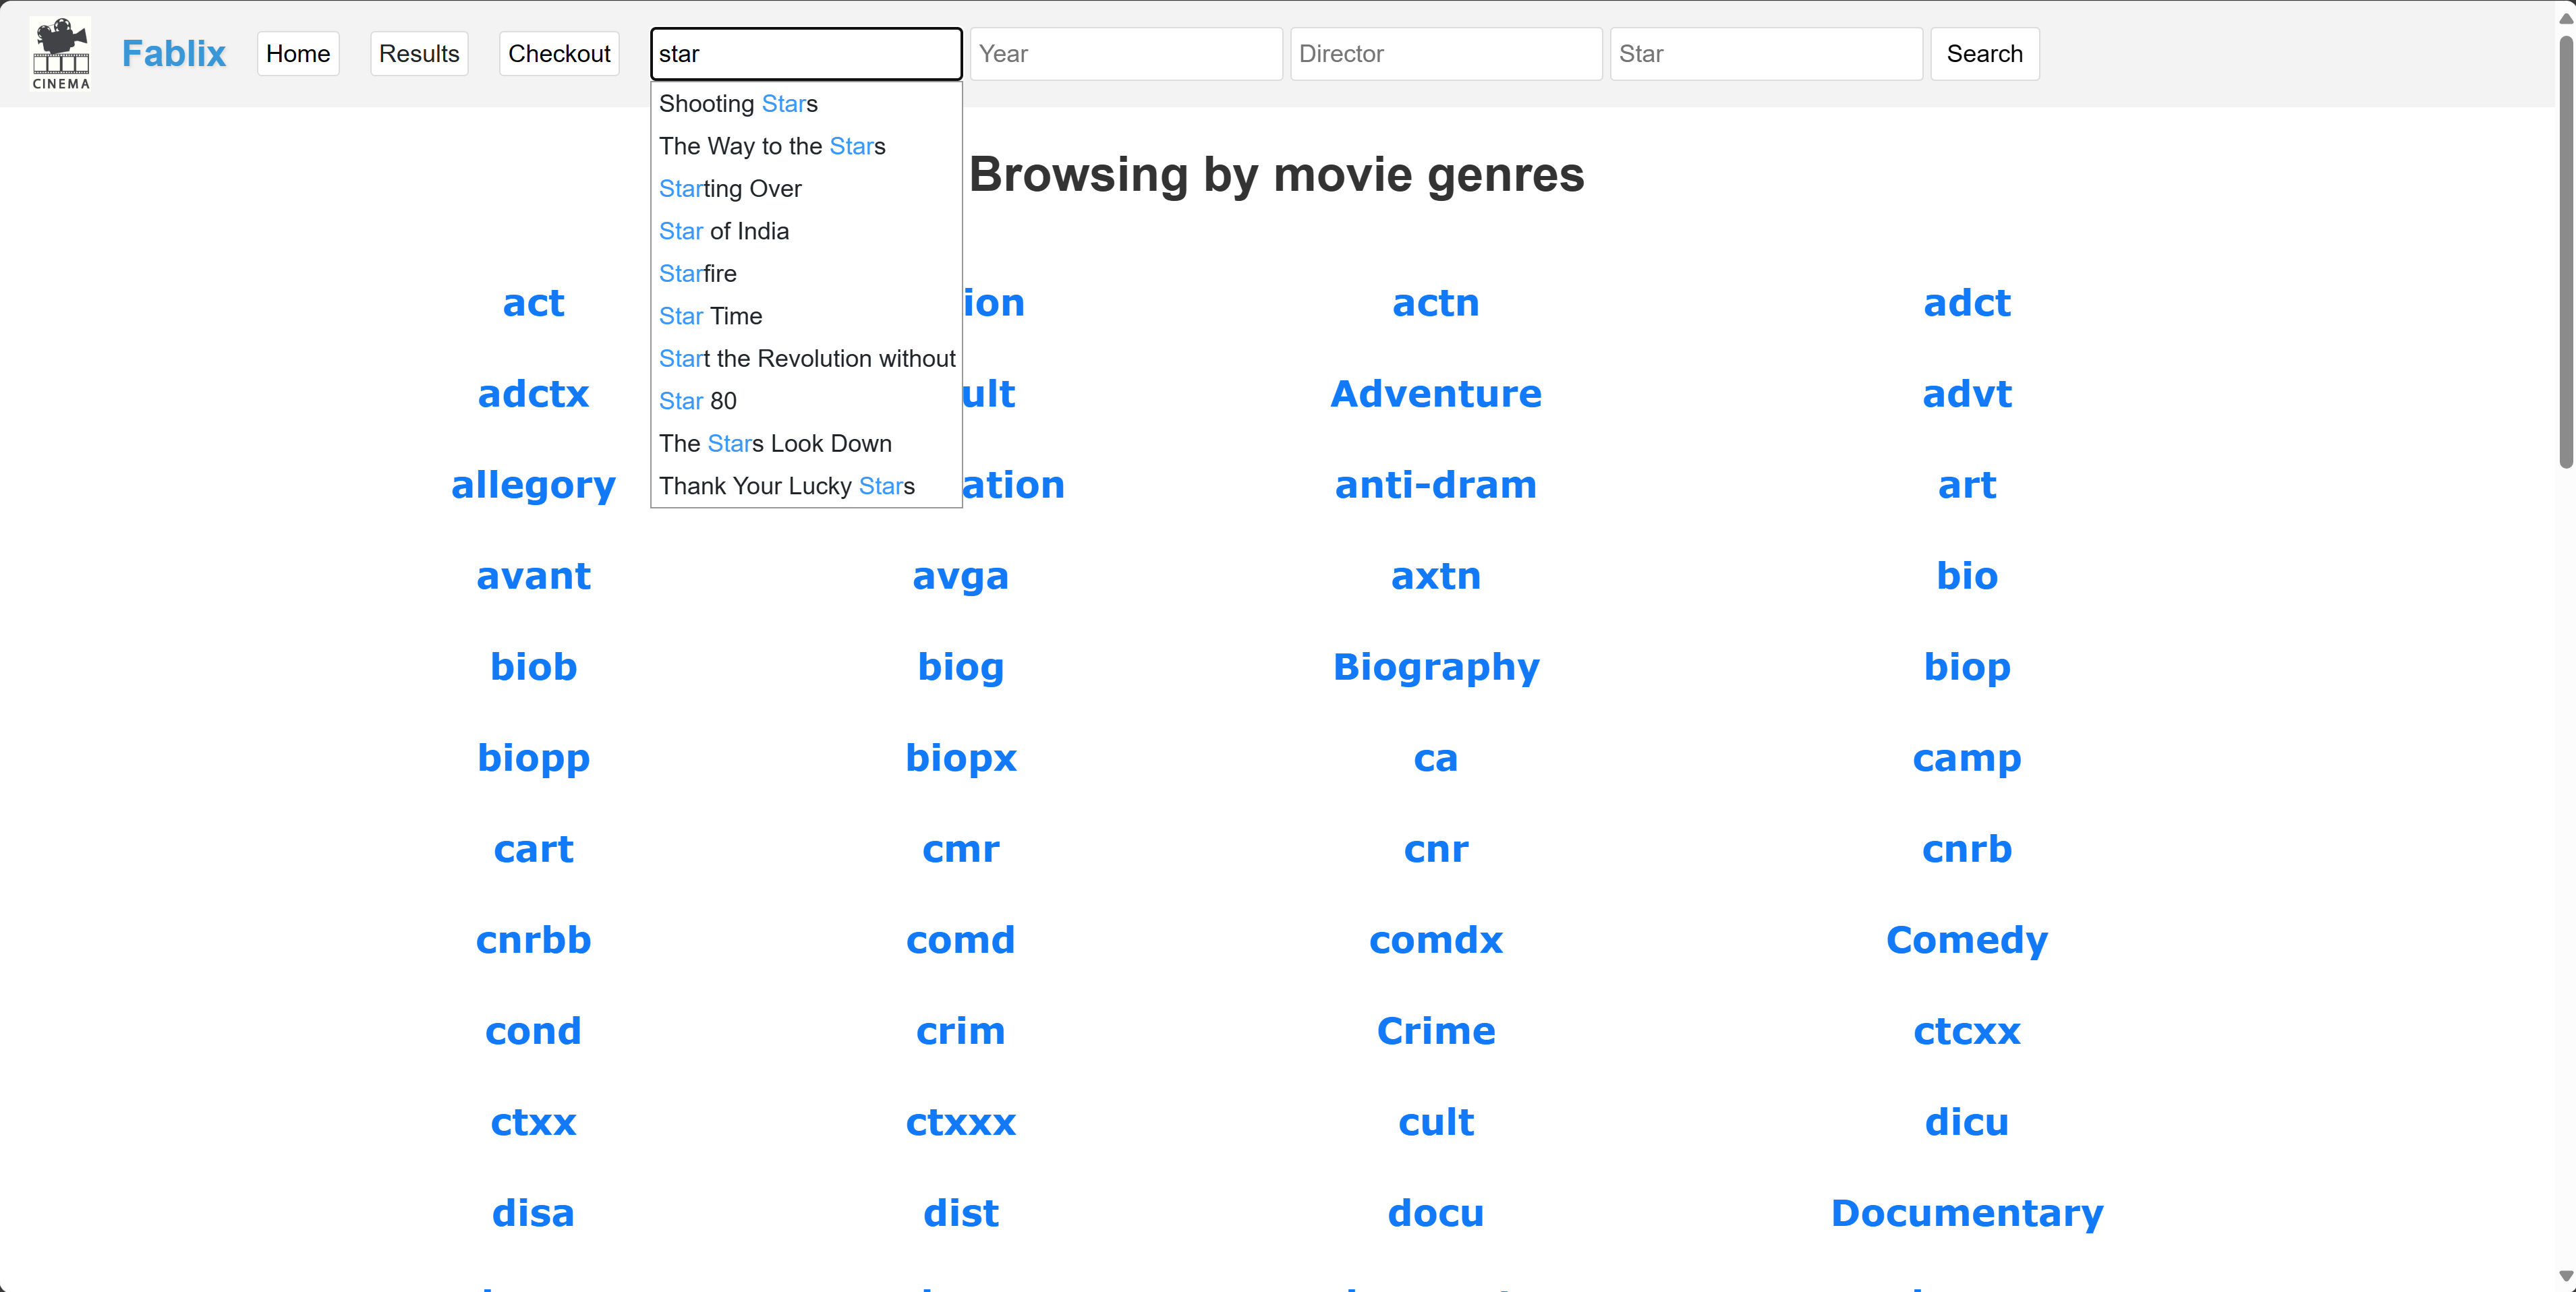 CINEMA
Fablix Home Results Checkout star Year Director Star Search
Shooting Stars
The Way to the Stars
Starting Over
Star of India
Starfire
Star Time
Start the Revolution without
Star 80
The Stars Look Down
Thank Your Lucky Stars
Browsing by movie genres
act ion actn adct
adctx ult Adventure advt
allegory ation anti-dram art
avant avga axtn bio
biob biog Biography biop
biopp biopx ca camp
cart cmr cnr cnrb
cnrbb comd comdx Comedy
cond crim Crime ctcxx
ctxx ctxxx cult dicu
disa dist docu Documentary